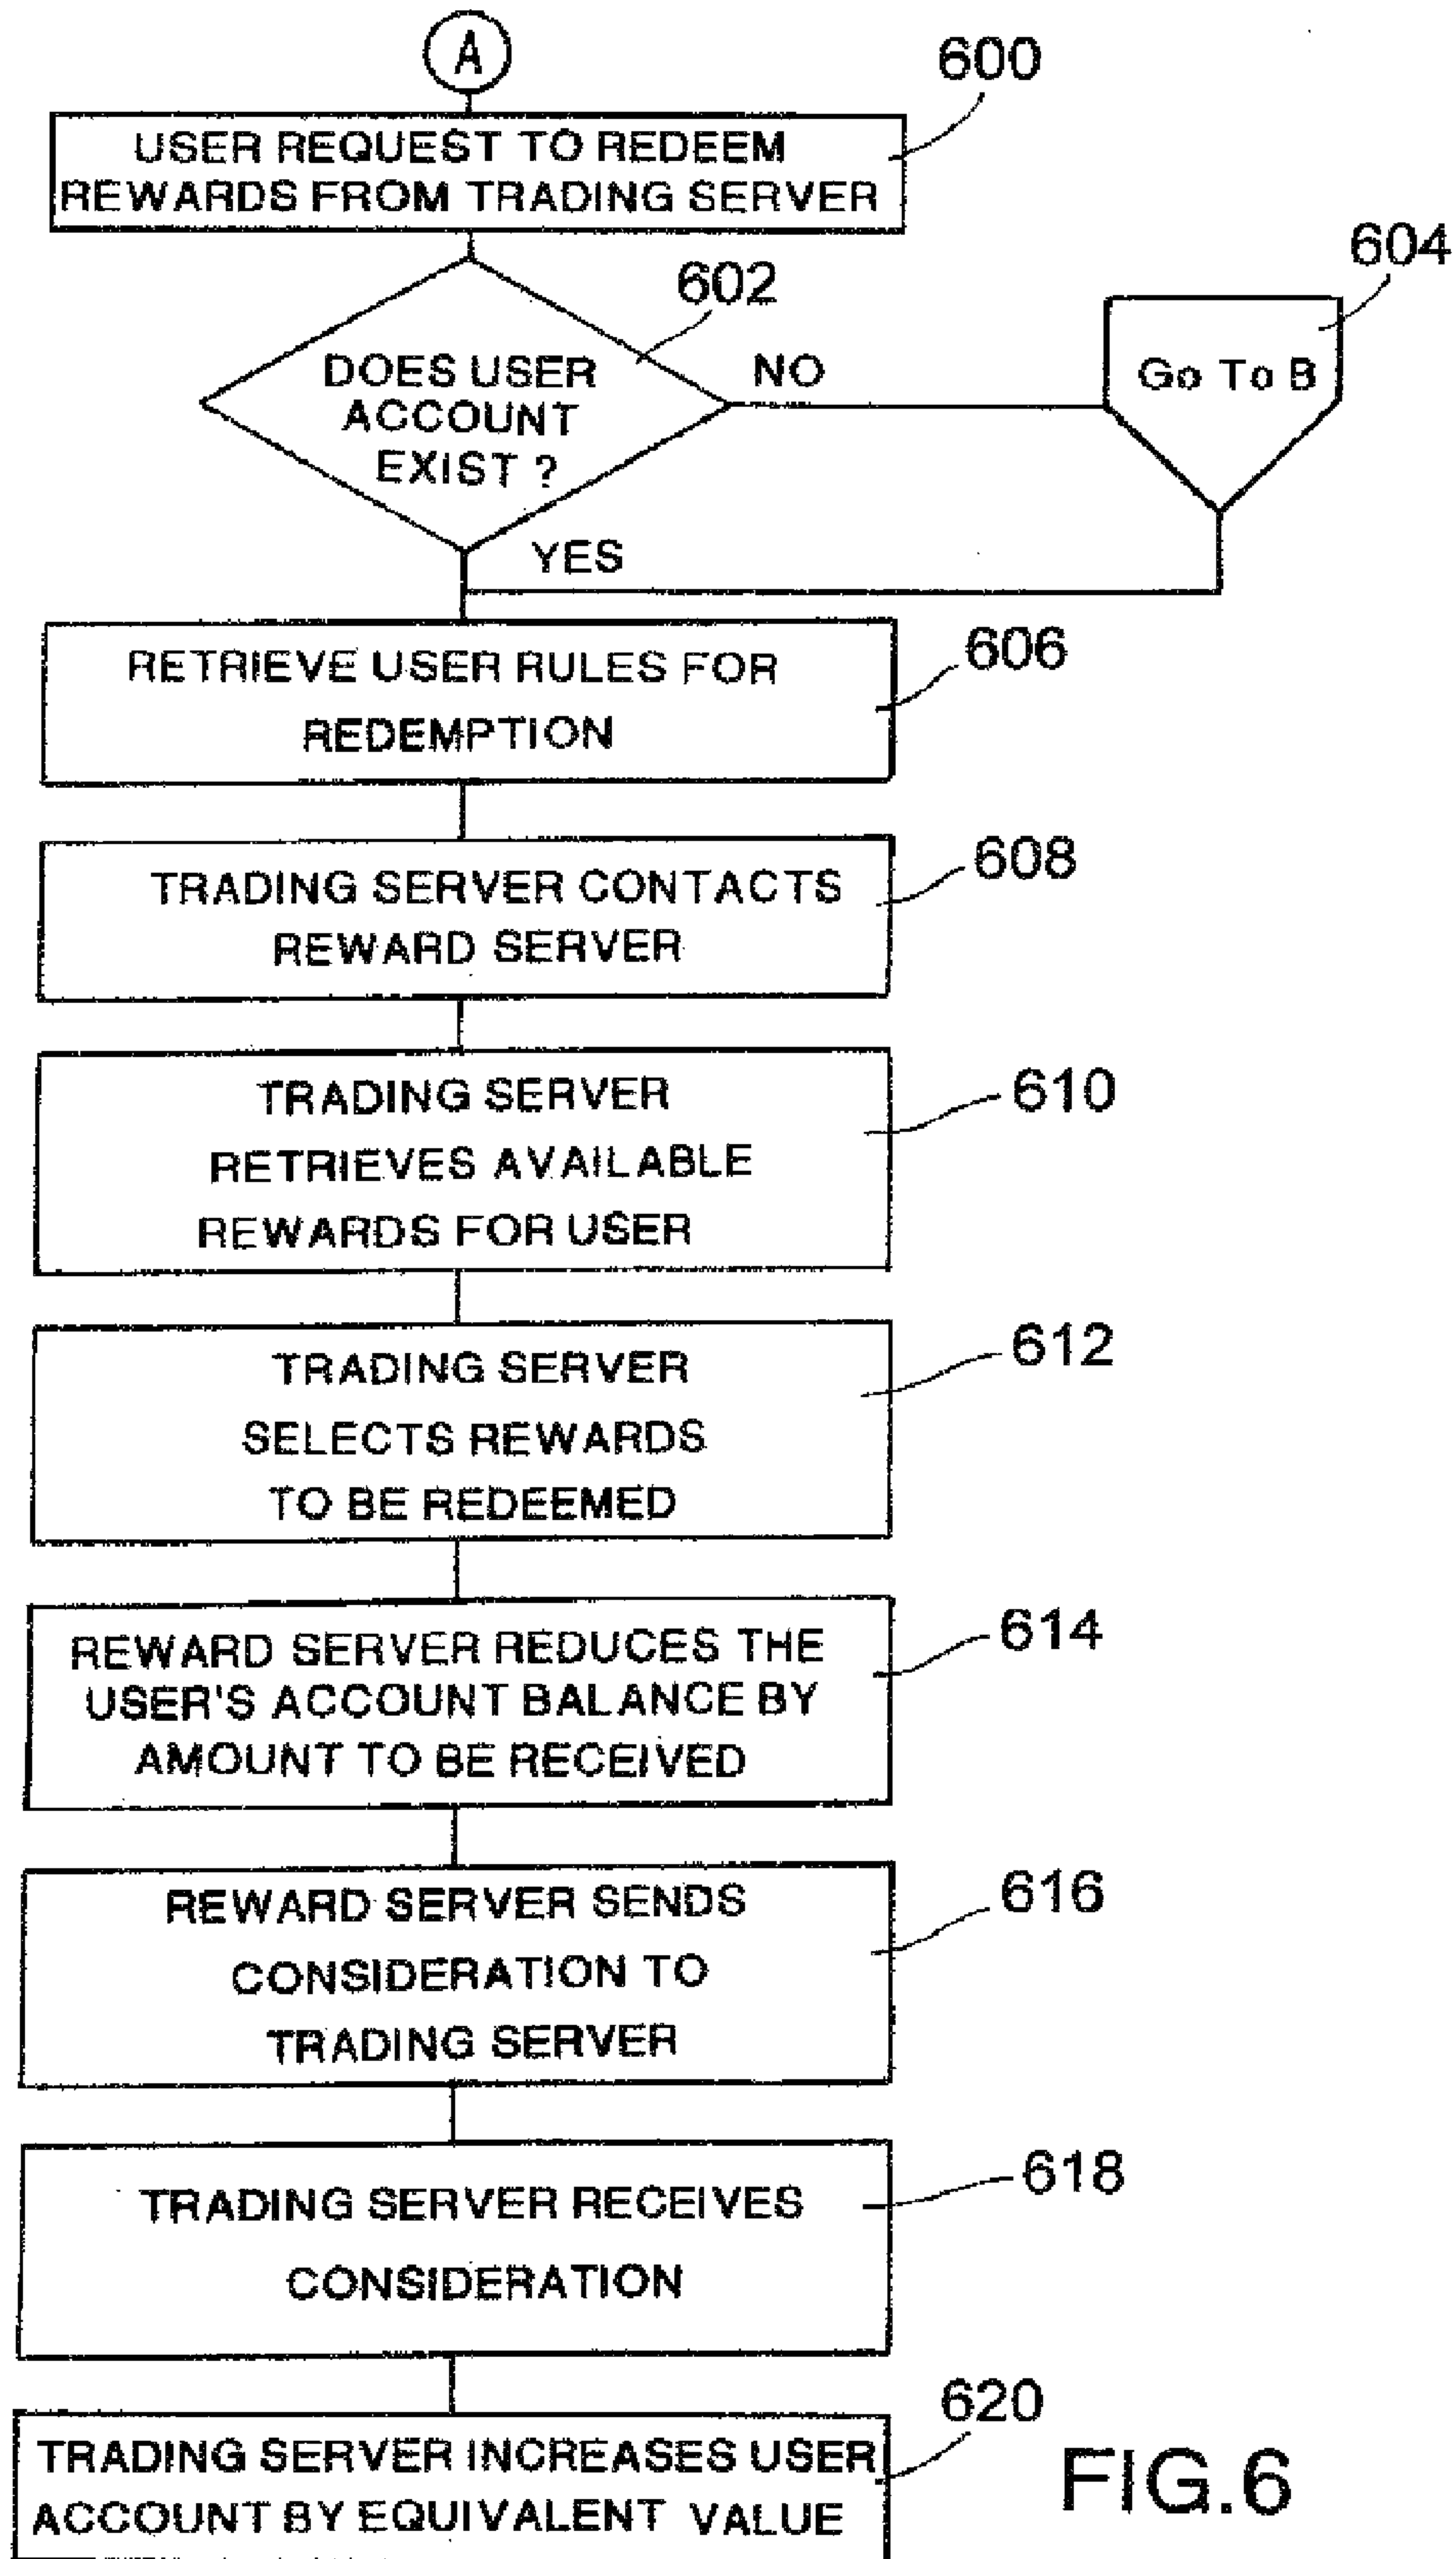 A
600
USER REQUEST TO REDEEM
REWARDS FROM TRADING SERVER
602
604
DOES USER
ACCOUNT
EXIST ?
NO
Go To B
YES
606
RETRIEVE USER RULES FOR
REDEMPTION
608
TRADING SERVER CONTACTS
REWARD SERVER
610
TRADING SERVER
RETRIEVES AVAILABLE
REWARDS FOR USER
612
TRADING SERVER
SELECTS REWARDS
TO BE REDEEMED
614
REWARD SERVER REDUCES THE
USER'S ACCOUNT BALANCE BY
AMOUNT TO BE RECEIVED
616
REWARD SERVER SENDS
CONSIDERATION TO
TRADING SERVER
618
TRADING SERVER RECEIVES
CONSIDERATION
620
TRADING SERVER INCREASES USER
ACCOUNT BY EQUIVALENT VALUE
FIG.6